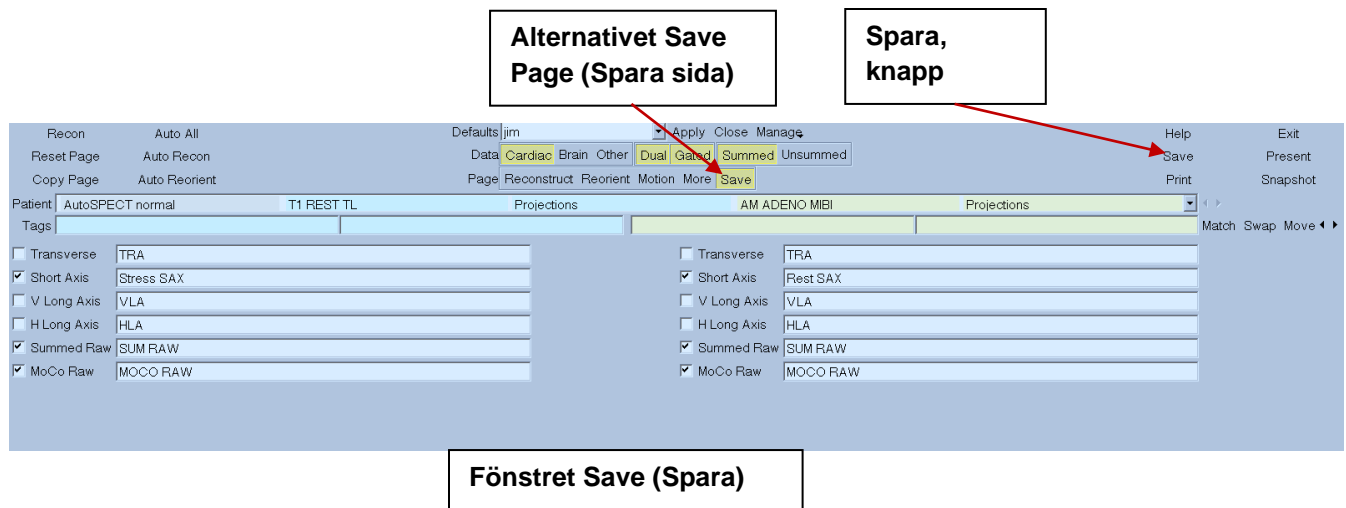 Alternativet Save
Page (Spara sida)
Spara,
knapp
Recon Auto All Defaults jim Apply Close Manage Help Exit
Reset Page Auto Recon Data Cardiac Brain Other Dual Gated Summed Unsummed Save Present
Copy Page Auto Reorient Page Reconstruct Reorient Motion More Save Print Snapshot
Patient AutoSPECT normal T1 REST TL Projections AM ADENO MIBI Projections
Tags Match Swap Move
Transverse TRA Transverse TRA
Short Axis Stress SAX Short Axis Rest SAX
V Long Axis VLA V Long Axis VLA
H Long Axis HLA H Long Axis HLA
Summed Raw SUM RAW Summed Raw SUM RAW
MoCo Raw MOCO RAW MoCo Raw MOCO RAW
Fönstret Save (Spara)